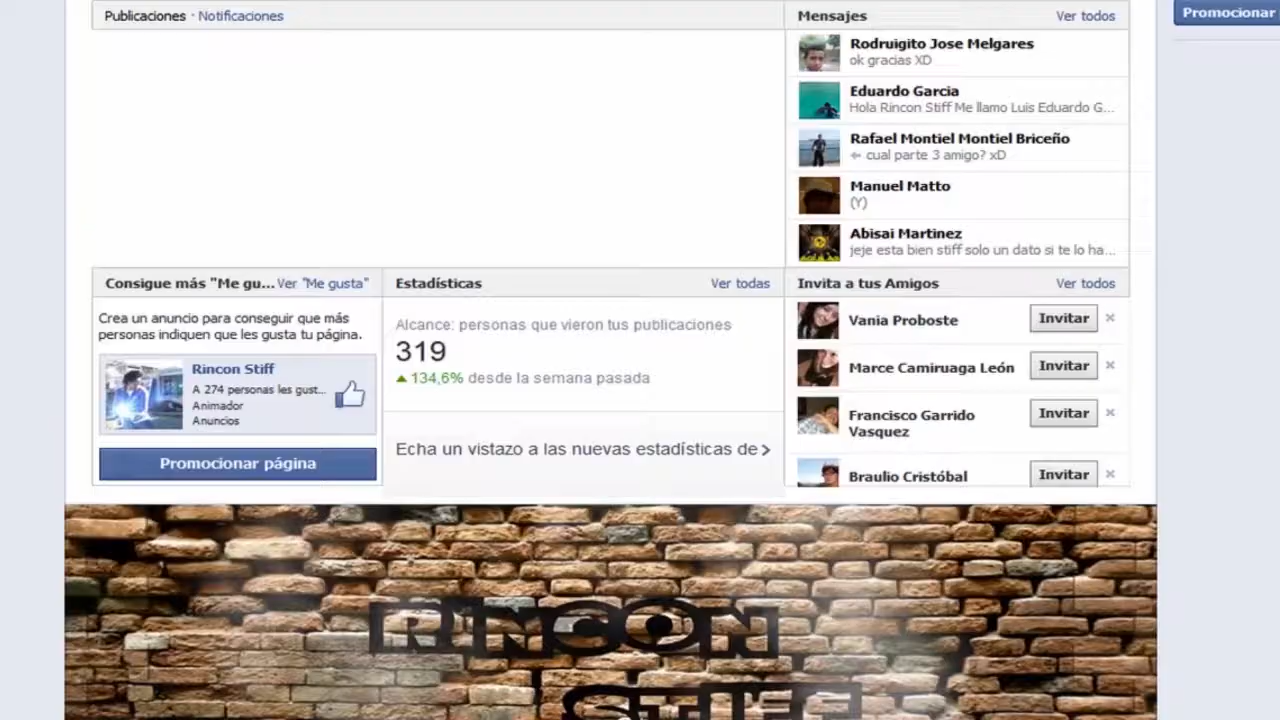 Publicaciones · Notificaciones
Mensajes
Ver todos
Promocionar
Rodruigito Jose Melgares
ok gracias XD
Eduardo Garcia
Hola Rincon Stiff Me llamo Luis Eduardo G...
Rafael Montiel Montiel Briceño
cual parte 3 amigo? xD
Manuel Matto
(Y)
Abisai Martinez
jeje esta bien stiff solo un dato si te lo ha...
Consigue más "Me gu... Ver "Me gusta"
Crea un anuncio para conseguir que más
personas indiquen que les gusta tu página.
Rincon Stiff
A 274 personas les gust...
Animador
Anuncios
Promocionar página
Estadísticas
Ver todas
Alcance: personas que vieron tus publicaciones
319
134,6% desde la semana pasada
Echa un vistazo a las nuevas estadísticas de
Invita a tus Amigos
Ver todos
Vania Proboste
Invitar
Marce Camiruaga León
Invitar
Francisco Garrido
Vasquez
Invitar
Braulio Cristóbal
Invitar
RINCON
STIFF